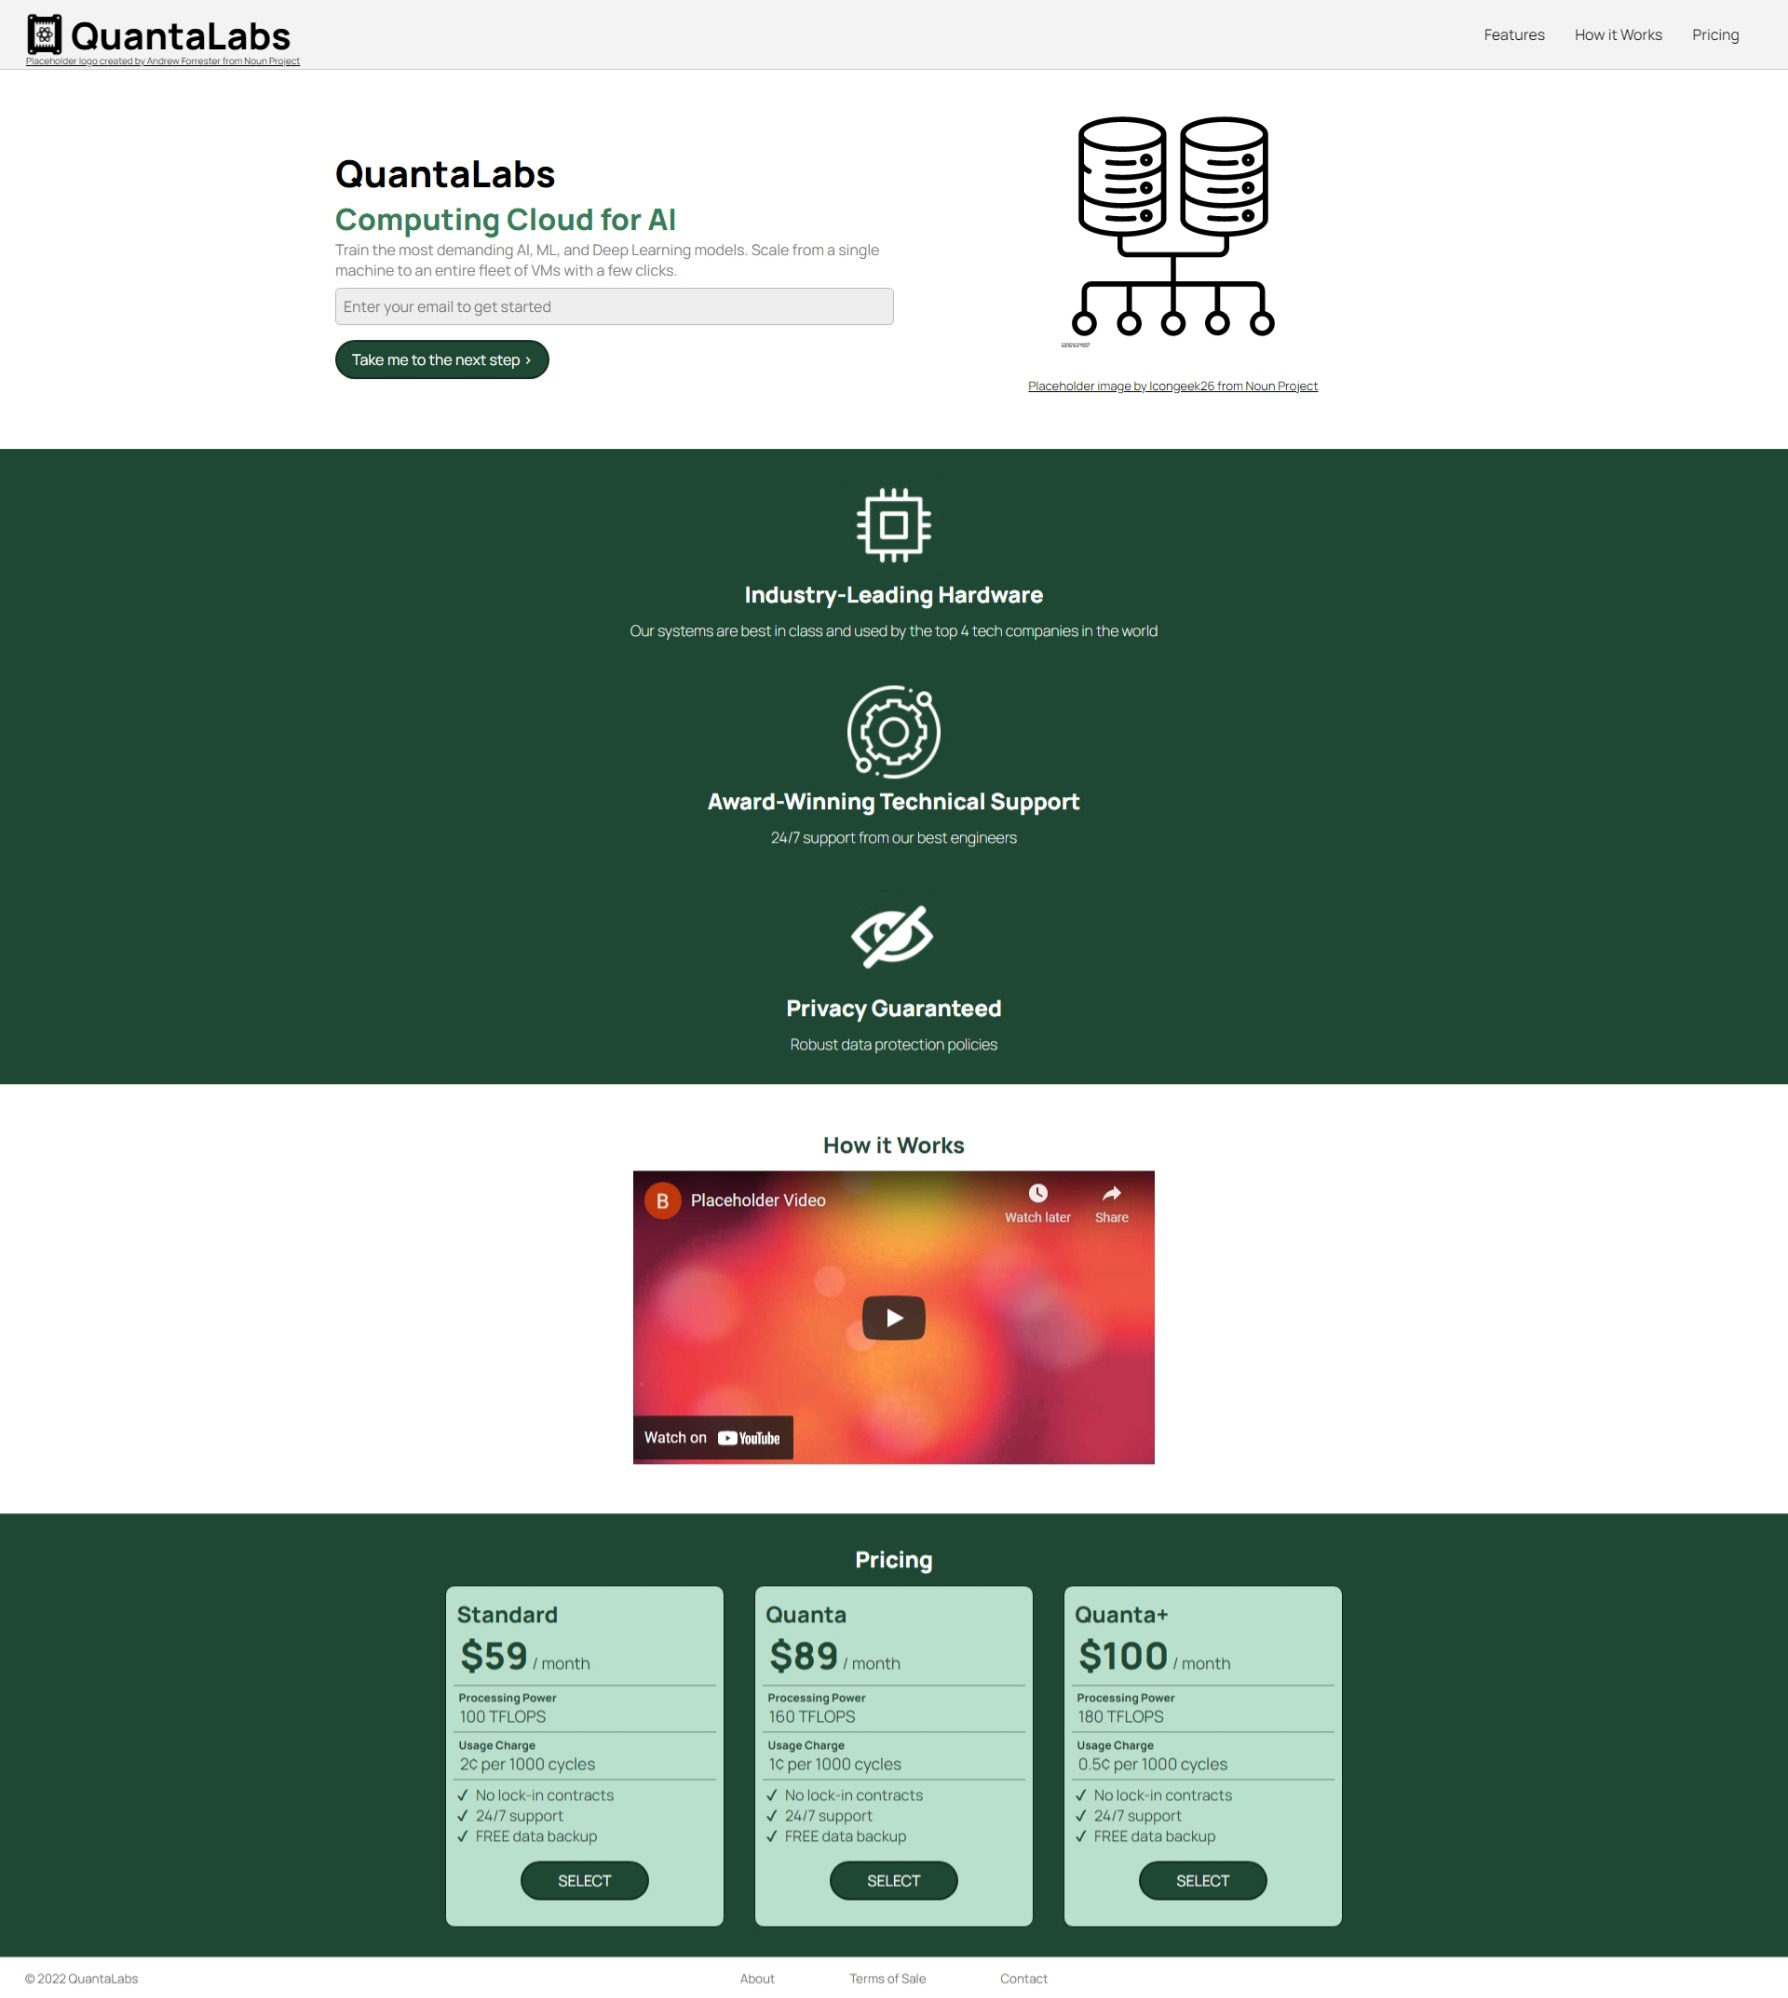 QuantaLabs
Placeholder logo created by Andrew Forrester from Noun Project
Features
How it Works
Pricing
QuantaLabs
Computing Cloud for AI
Train the most demanding AI, ML, and Deep Learning models. Scale from a single
machine to an entire fleet of VMs with a few clicks.
Enter your email to get started
Take me to the next step ›
Placeholder image by Icongeek26 from Noun Project
Industry-Leading Hardware
Our systems are best in class and used by the top 4 tech companies in the world
Award-Winning Technical Support
24/7 support from our best engineers
Privacy Guaranteed
Robust data protection policies
How it Works
B
Placeholder Video
Watch later
Share
Watch on YouTube
Pricing
Standard
$59 / month
Processing Power
100 TFLOPS
Usage Charge
2¢ per 1000 cycles
✓ No lock-in contracts
✓ 24/7 support
✓ FREE data backup
SELECT
Quanta
$89 / month
Processing Power
160 TFLOPS
Usage Charge
1¢ per 1000 cycles
✓ No lock-in contracts
✓ 24/7 support
✓ FREE data backup
SELECT
Quanta+
$100 / month
Processing Power
180 TFLOPS
Usage Charge
0.5¢ per 1000 cycles
✓ No lock-in contracts
✓ 24/7 support
✓ FREE data backup
SELECT
© 2022 QuantaLabs
About
Terms of Sale
Contact